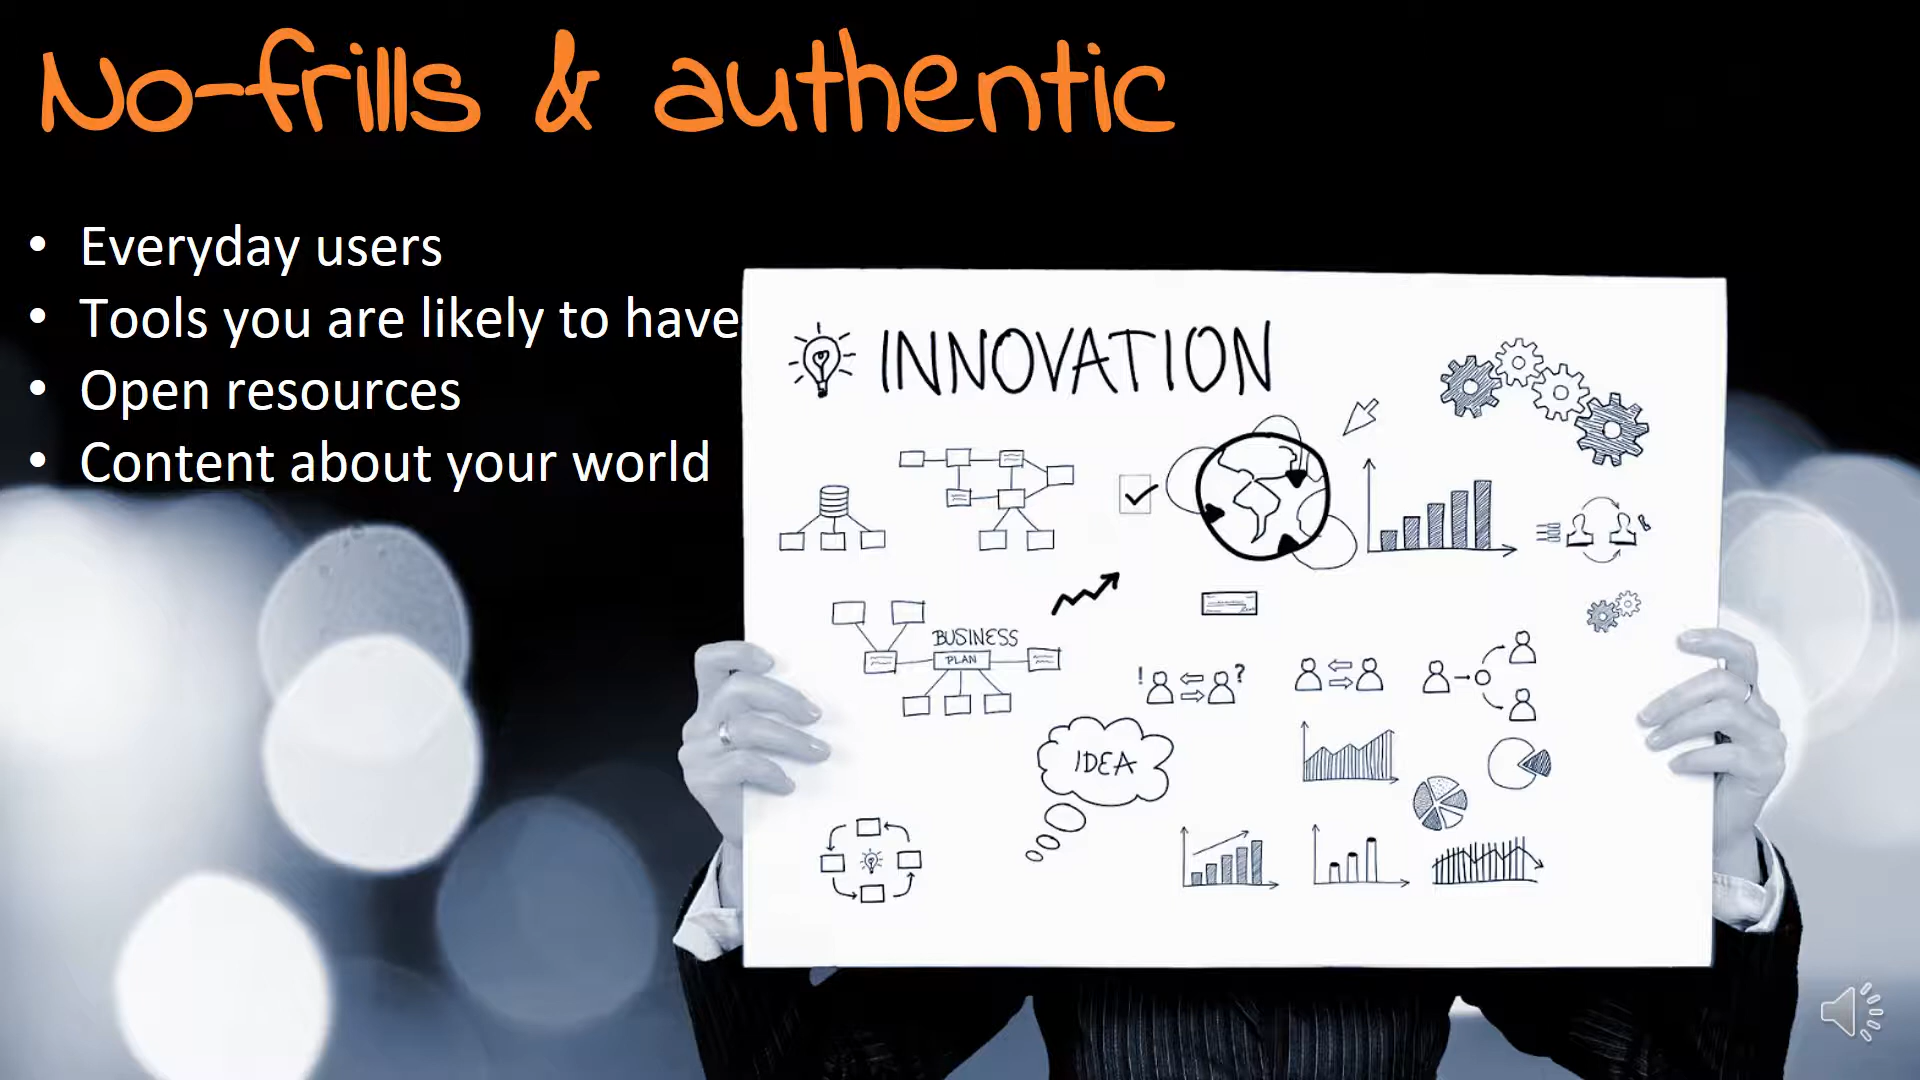 No-frills & authentic
• Everyday users
• Tools you are likely to have
• Open resources
• Content about your world
INNOVATION
BUSINESS
PLAN
! ?
IDEA